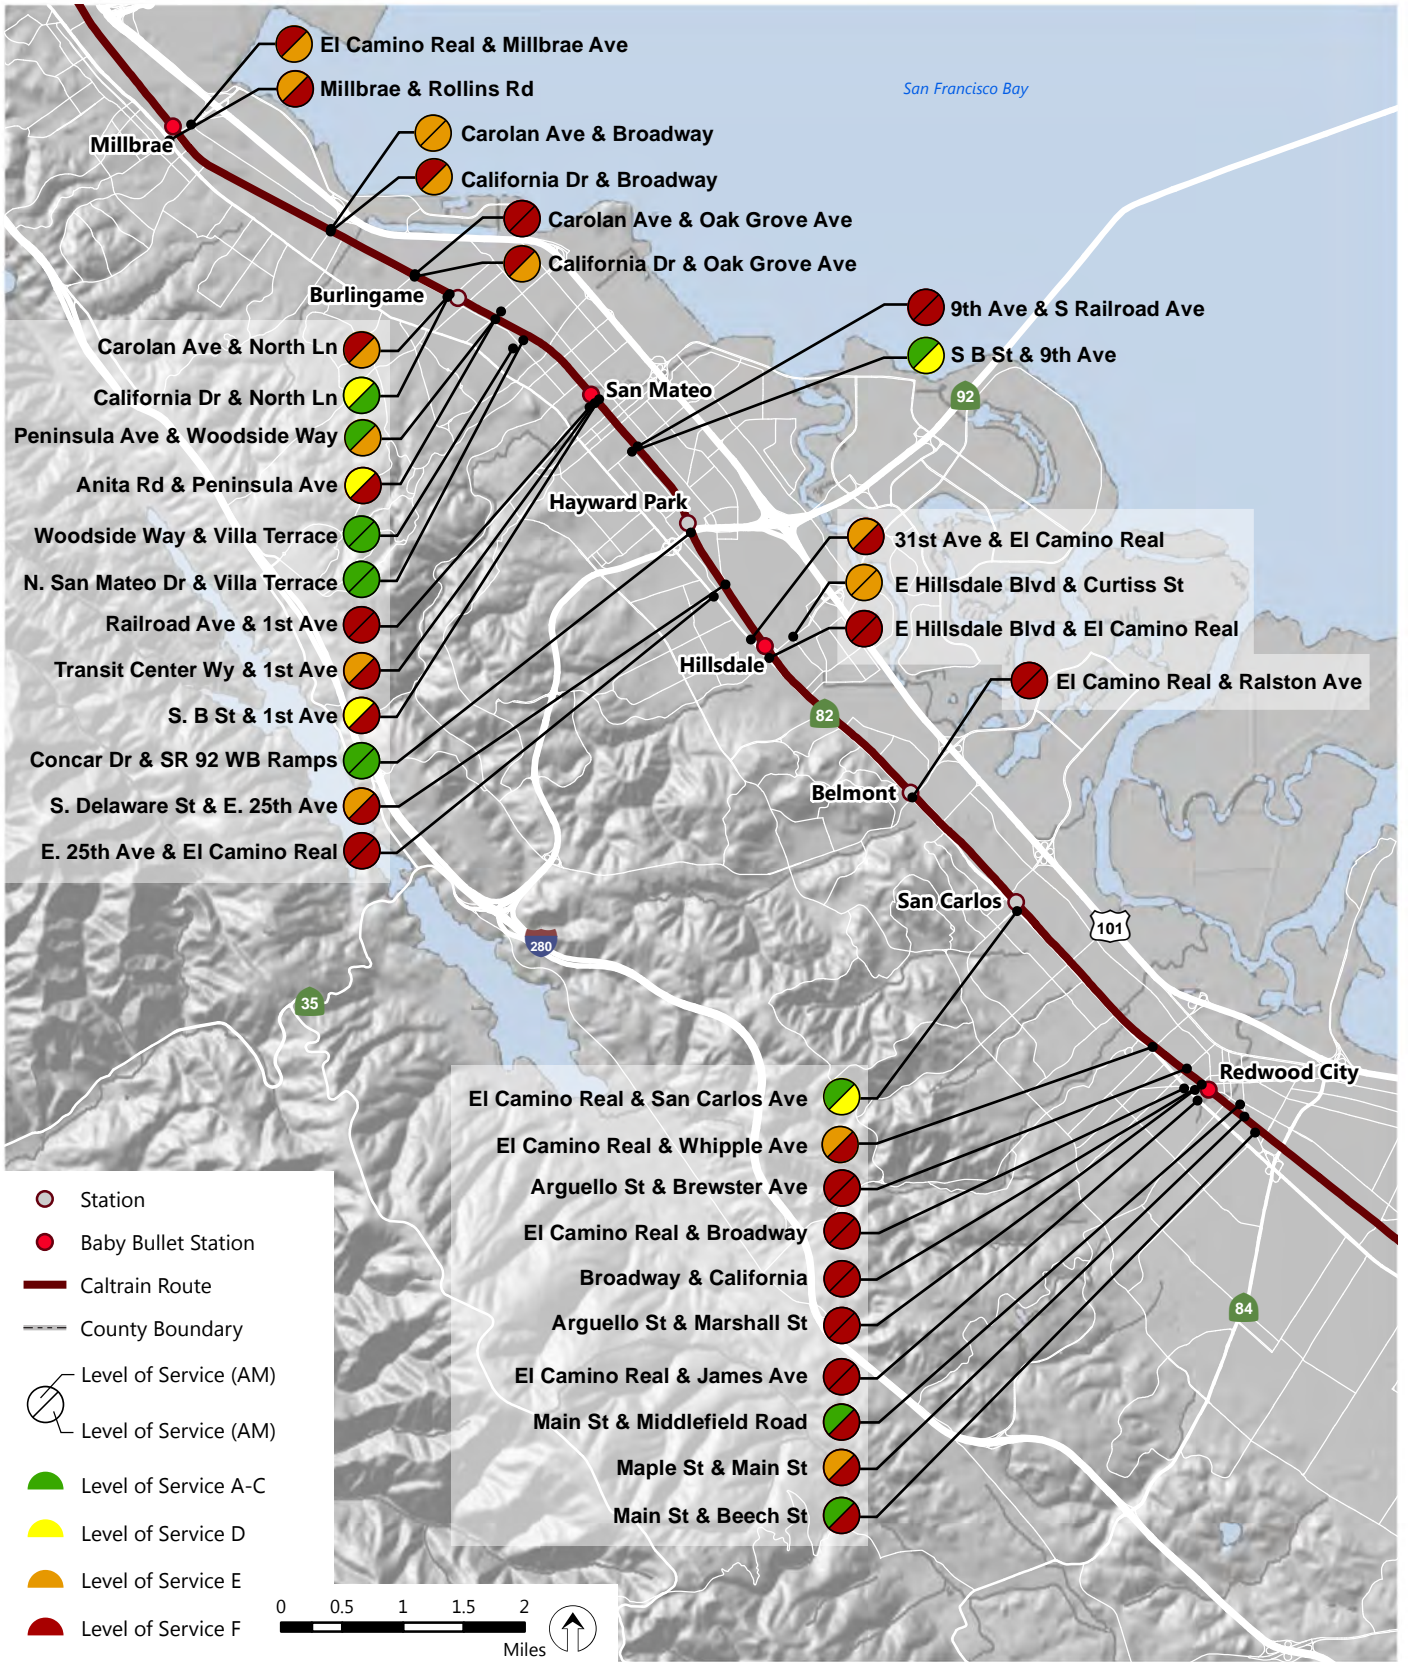 El Camino Real & Millbrae Ave
Millbrae & Rollins Rd
San Francisco Bay
Millbrae
Carolan Ave & Broadway
California Dr & Broadway
Carolan Ave & Oak Grove Ave
California Dr & Oak Grove Ave
Burlingame
9th Ave & S Railroad Ave
S B St & 9th Ave
Carolan Ave & North Ln
California Dr & North Ln
Peninsula Ave & Woodside Way
Anita Rd & Peninsula Ave
Woodside Way & Villa Terrace
N. San Mateo Dr & Villa Terrace
Railroad Ave & 1st Ave
Transit Center Wy & 1st Ave
S. B St & 1st Ave
Concar Dr & SR 92 WB Ramps
S. Delaware St & E. 25th Ave
E. 25th Ave & El Camino Real
San Mateo
92
Hayward Park
31st Ave & El Camino Real
E Hillsdale Blvd & Curtiss St
E Hillsdale Blvd & El Camino Real
Hillsdale
El Camino Real & Ralston Ave
82
Belmont
San Carlos
101
280
35
Redwood City
El Camino Real & San Carlos Ave
El Camino Real & Whipple Ave
Arguello St & Brewster Ave
El Camino Real & Broadway
Broadway & California
Arguello St & Marshall St
El Camino Real & James Ave
Main St & Middlefield Road
Maple St & Main St
Main St & Beech St
84
Station
Baby Bullet Station
Caltrain Route
County Boundary
Level of Service (AM)
Level of Service (AM)
Level of Service A-C
Level of Service D
Level of Service E
Level of Service F
0 0.5 1 1.5 2
Miles